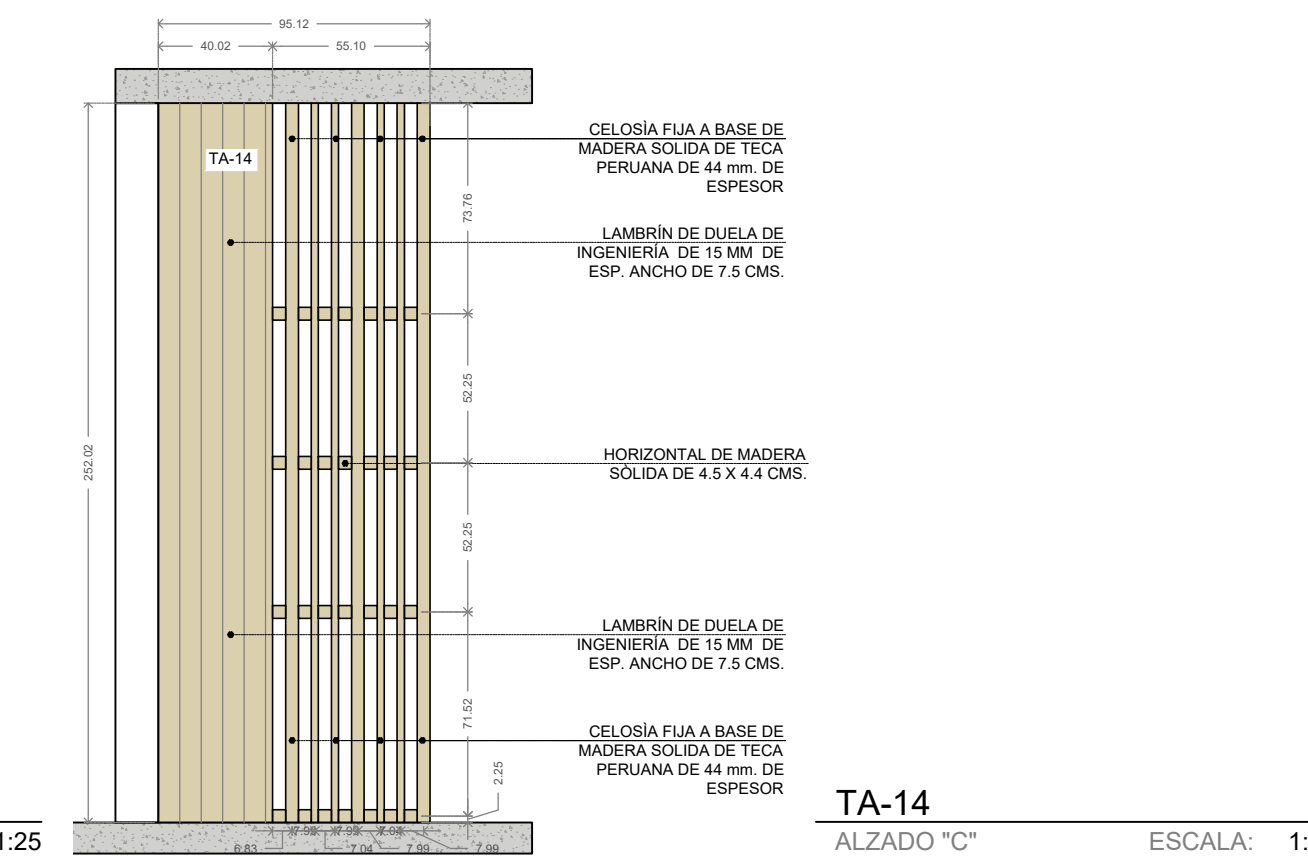 95.12
40.02
55.10
TA-14
CELOSÌA FIJA A BASE DE
MADERA SOLIDA DE TECA
PERUANA DE 44 mm. DE
ESPESOR
73.76
LAMBRÍN DE DUELA DE
INGENIERÍA DE 15 MM DE
ESP. ANCHO DE 7.5 CMS.
52.25
252.02
HORIZONTAL DE MADERA
SÒLIDA DE 4.5 X 4.4 CMS.
52.25
LAMBRÍN DE DUELA DE
INGENIERÍA DE 15 MM DE
ESP. ANCHO DE 7.5 CMS.
71.52
CELOSÌA FIJA A BASE DE
MADERA SOLIDA DE TECA
PERUANA DE 44 mm. DE
ESPESOR
2.25
6.83
7.04
7.99
7.99
TA-14
ALZADO "C"
ESCALA: 1:
1:25